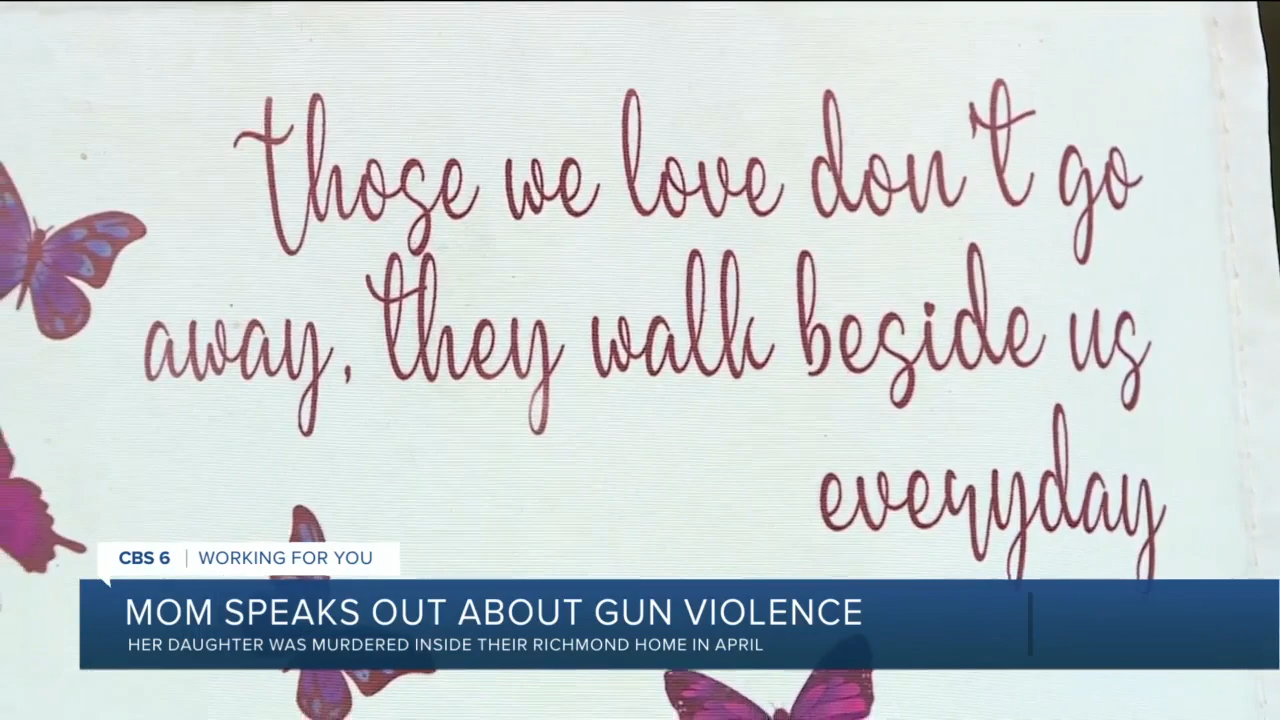 Those we love don't go
away, they walk beside us
everyday
CBS 6 | WORKING FOR YOU
MOM SPEAKS OUT ABOUT GUN VIOLENCE
HER DAUGHTER WAS MURDERED INSIDE THEIR RICHMOND HOME IN APRIL